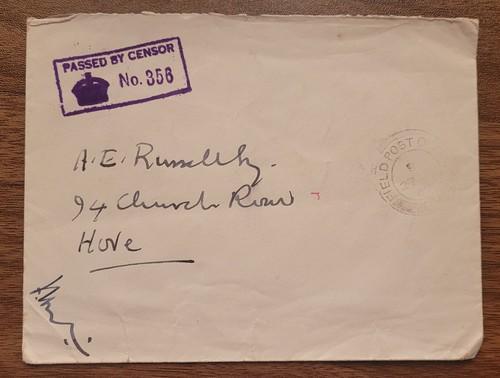 PASSED BY CENSOR
No. 356
A. E. Russell Esq.
94 Church Road
Hove
FIELD POST O